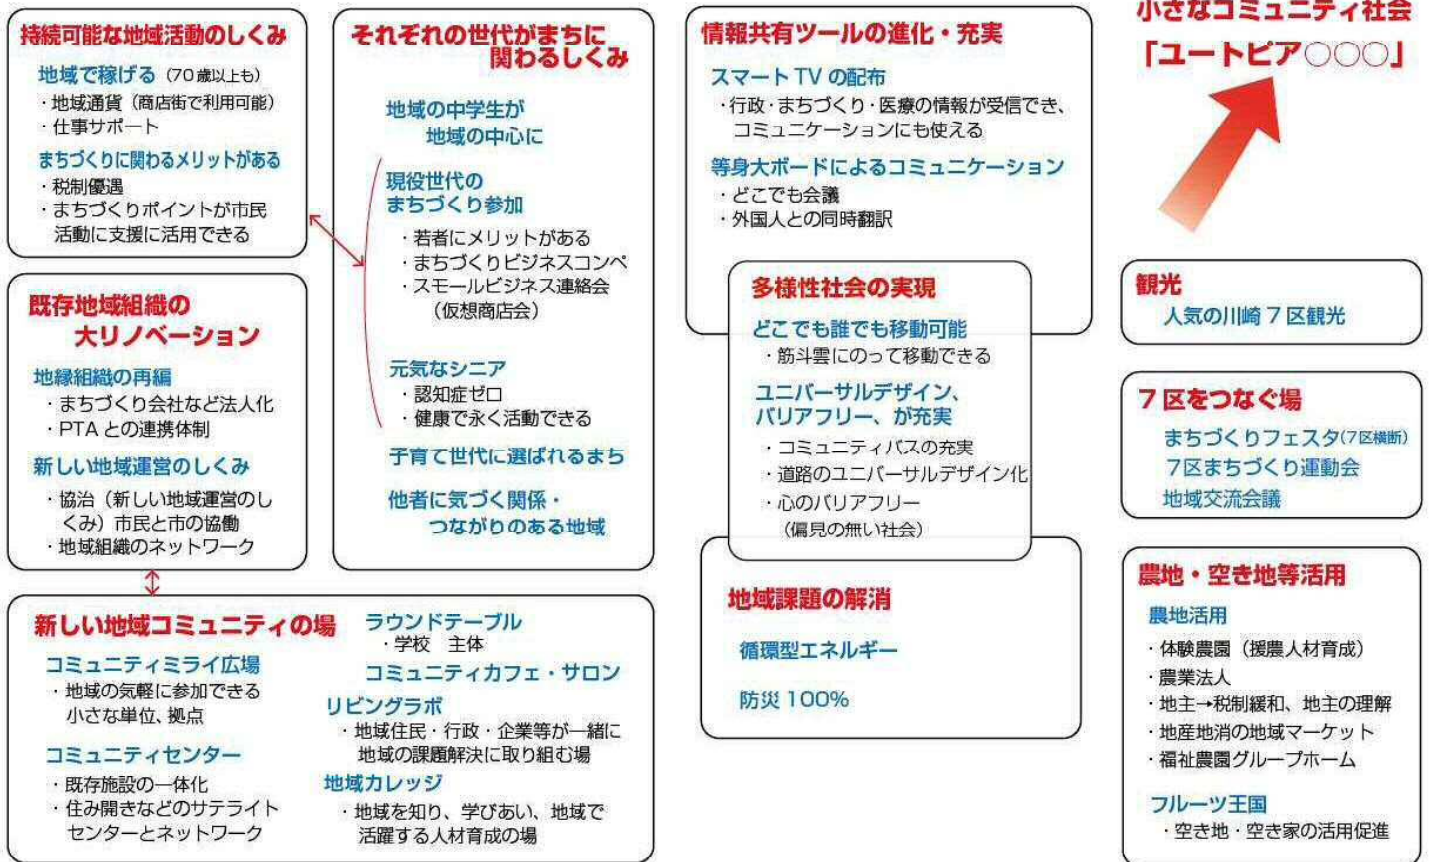 持続可能な地域活動のしくみ
地域で稼げる（70歳以上も）
・地域通貨（商店街で利用可能）
・仕事サポート
まちづくりに関わるメリットがある
・税制優遇
・まちづくりポイントが市民
活動に支援に活用できる
既存地域組織の
大リノベーション
地縁組織の再編
・まちづくり会社など法人化
・PTAとの連携体制
新しい地域運営のしくみ
・協治（新しい地域運営のし
くみ）市民と市の協働
・地域組織のネットワーク
それぞれの世代がまちに
関わるしくみ
地域の中学生が
地域の中心に
現役世代の
まちづくり参加
・若者にメリットがある
・まちづくりビジネスコンペ
・スモールビジネス連絡会
（仮想商店会）
元気なシニア
・認知症ゼロ
・健康で永く活動できる
子育て世代に選ばれるまち
他者に気づく関係・
つながりのある地域
新しい地域コミュニティの場
コミュニティミライ広場
・地域の気軽に参加できる
小さな単位、拠点
コミュニティセンター
・既存施設の一体化
・住み開きなどのサテライト
センターとネットワーク
ラウンドテーブル
・学校　主体
コミュニティカフェ・サロン
リビングラボ
・地域住民・行政・企業等が一緒に
地域の課題解決に取り組む場
地域カレッジ
・地域を知り、学びあい、地域で
活躍する人材育成の場
情報共有ツールの進化・充実
スマートTVの配布
・行政・まちづくり・医療の情報が受信でき、
コミュニケーションにも使える
等身大ボードによるコミュニケーション
・どこでも会議
・外国人との同時翻訳
多様性社会の実現
どこでも誰でも移動可能
・筋斗雲にのって移動できる
ユニバーサルデザイン、
バリアフリー、が充実
・コミュニティバスの充実
・道路のユニバーサルデザイン化
・心のバリアフリー
（偏見の無い社会）
地域課題の解消
循環型エネルギー
防災100%
小さなコミュニティ社会
「ユートピア○○○」
観光
人気の川崎7区観光
7区をつなぐ場
まちづくりフェスタ(7区横断)
7区まちづくり運動会
地域交流会議
農地・空き地等活用
農地活用
・体験農園（援農人材育成）
・農業法人
・地主→税制緩和、地主の理解
・地産地消の地域マーケット
・福祉農園グループホーム
フルーツ王国
・空き地・空き家の活用促進